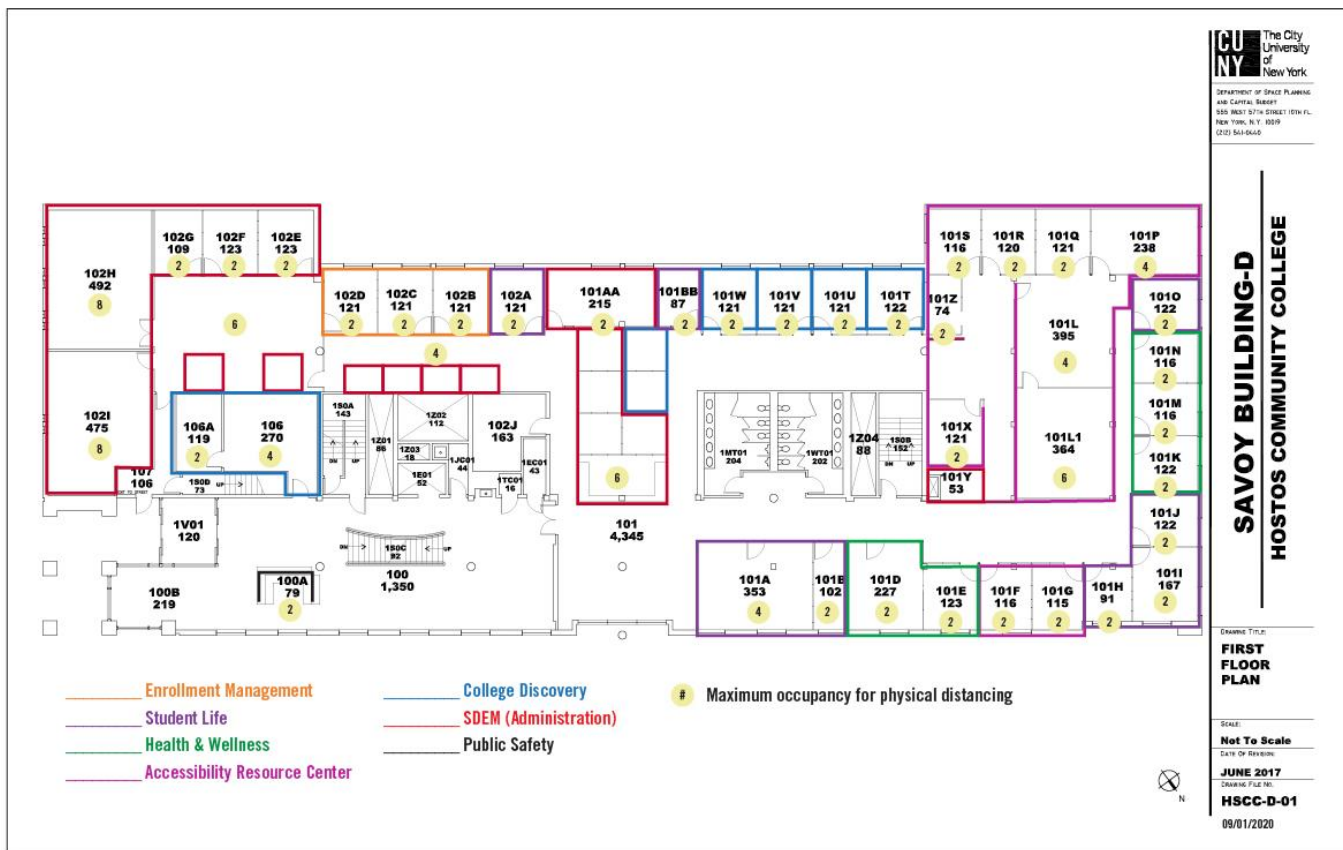 CU
NY
The City
University
of
New York
DEPARTMENT OF SPACE PLANNING
AND CAPITAL BUDGET
555 WEST 57TH STREET 10TH FL.
NEW YORK, N.Y. 10019
(212) 541-0440
SAVOY BUILDING-D
HOSTOS COMMUNITY COLLEGE
102H
492
8
102G
109
2
102F
123
2
102E
123
2
6
102I
475
8
102D
121
2
102C
121
2
102B
121
2
102A
121
2
4
101AA
215
2
101BB
87
2
101W
121
2
101V
121
2
101U
121
2
101T
122
2
101S
116
2
101R
120
2
101Q
121
2
101P
238
4
101Z
74
2
101L
395
4
101O
122
2
101N
116
2
101M
116
2
101K
122
2
101L1
364
6
101X
121
2
101Y
53
106A
119
2
106
270
4
107
106
1S0D
73
UP
1S0A
143
DN
UP
1Z01
86
1Z02
112
1Z03
18
1JC01
44
1E01
52
102J
163
1EC01
43
1TC01
16
6
1MT01
204
1WT01
202
1Z04
88
1S0B
152
DN
UP
1V01
120
100B
219
100A
79
2
DN
1S0C
92
UP
100
1,350
101
4,345
101A
353
4
101B
102
2
101D
227
2
101E
123
2
101F
116
2
101G
115
2
101H
91
2
101J
122
2
101I
167
2
Enrollment Management
Student Life
Health & Wellness
Accessibility Resource Center
College Discovery
SDEM (Administration)
Public Safety
# Maximum occupancy for physical distancing
N
DRAWING TITLE:
FIRST
FLOOR
PLAN
SCALE:
Not To Scale
DATE OF REVISION:
JUNE 2017
DRAWING FILE NO.
HSCC-D-01
09/01/2020